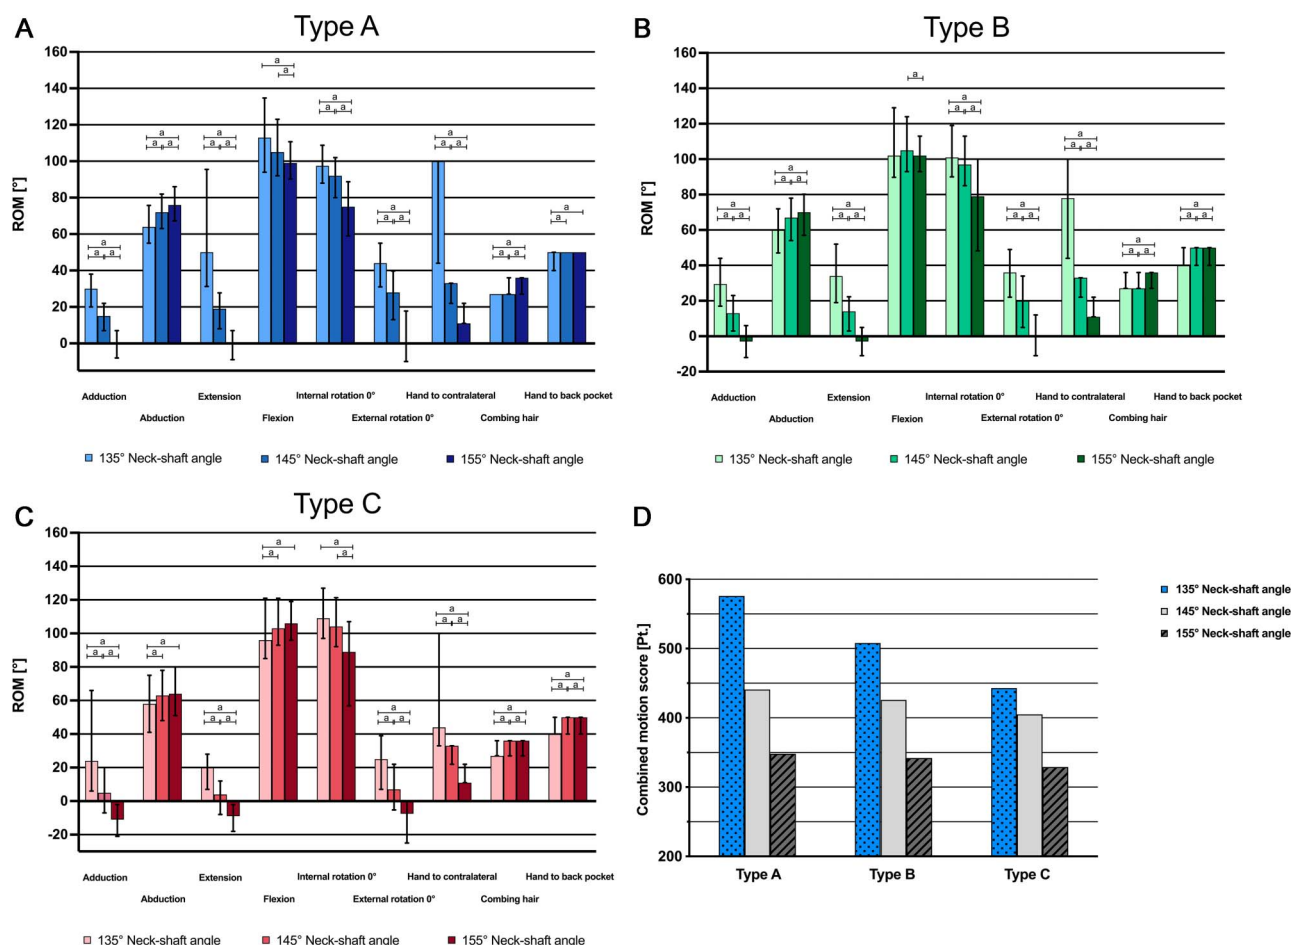 A
Type A
ROM [°]
160
140
120
100
80
60
40
20
0
a
a
a a
a
a a
a
a a
a
a
a
a a
a
a a
a
a a
a
a a
a
a
Adduction
Extension
Internal rotation 0°
Hand to contralateral
Hand to back pocket
Abduction
Flexion
External rotation 0°
Combing hair
135° Neck-shaft angle
145° Neck-shaft angle
155° Neck-shaft angle
B
Type B
ROM [°]
160
140
120
100
80
60
40
20
0
-20
a
a a
a
a a
a
a a
a
a
a a
a
a a
a
a a
a
a a
a
a a
Adduction
Extension
Internal rotation 0°
Hand to contralateral
Hand to back pocket
Abduction
Flexion
External rotation 0°
Combing hair
135° Neck-shaft angle
145° Neck-shaft angle
155° Neck-shaft angle
C
Type C
ROM [°]
160
140
120
100
80
60
40
20
0
-20
a
a a
a
a
a
a a
a
a
a
a
a
a a
a
a a
a
a a
a
a a
Adduction
Extension
Internal rotation 0°
Hand to contralateral
Hand to back pocket
Abduction
Flexion
External rotation 0°
Combing hair
135° Neck-shaft angle
145° Neck-shaft angle
155° Neck-shaft angle
D
Combined motion score [Pt.]
600
500
400
300
200
Type A
Type B
Type C
135° Neck-shaft angle
145° Neck-shaft angle
155° Neck-shaft angle